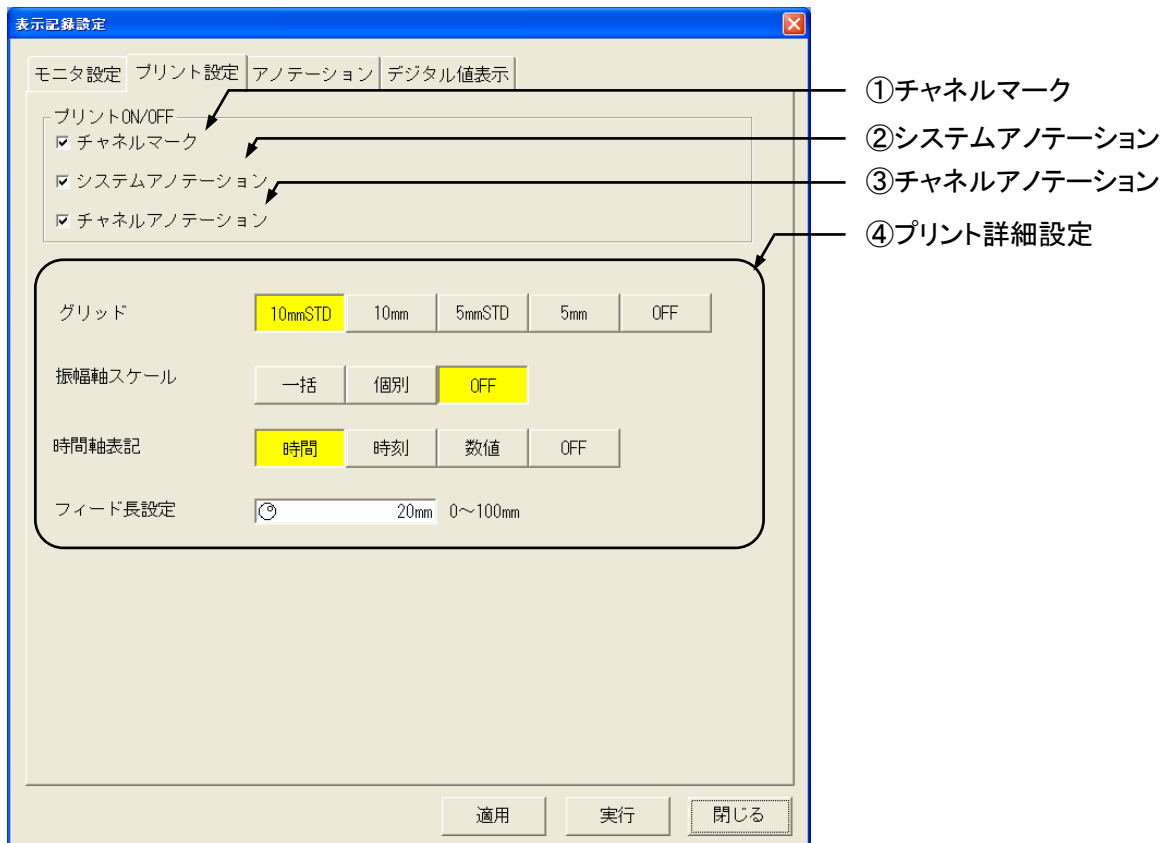 表示記録設定
モニタ設定 プリント設定 アノテーション デジタル値表示
プリントON/OFF
チャネルマーク
システムアノテーション
チャネルアノテーション
①チャネルマーク
②システムアノテーション
③チャネルアノテーション
④プリント詳細設定
グリッド 10mmSTD 10mm 5mmSTD 5mm OFF
振幅軸スケール 一括 個別 OFF
時間軸表記 時間 時刻 数値 OFF
フィード長設定 20mm 0～100mm
適用 実行 閉じる